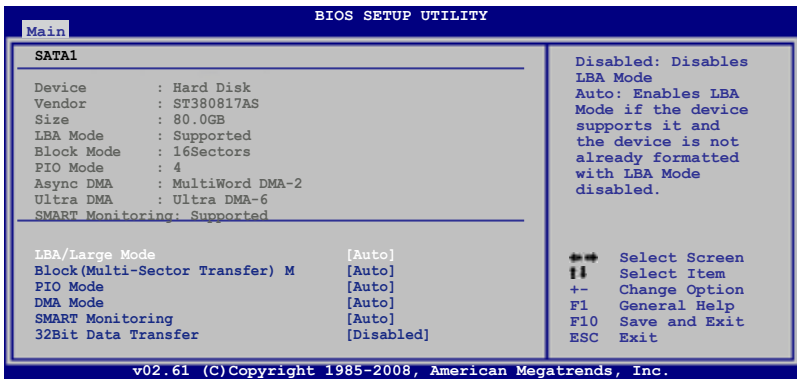 BIOS SETUP UTILITY
Main
SATA1
Device : Hard Disk
Vendor : ST380817AS
Size : 80.0GB
LBA Mode : Supported
Block Mode : 16Sectors
PIO Mode : 4
Async DMA : MultiWord DMA-2
Ultra DMA : Ultra DMA-6
SMART Monitoring: Supported
LBA/Large Mode [Auto]
Block(Multi-Sector Transfer) M [Auto]
PIO Mode [Auto]
DMA Mode [Auto]
SMART Monitoring [Auto]
32Bit Data Transfer [Disabled]
Disabled: Disables
LBA Mode
Auto: Enables LBA
Mode if the device
supports it and
the device is not
already formatted
with LBA Mode
disabled.
Select Screen
Select Item
+- Change Option
F1 General Help
F10 Save and Exit
ESC Exit
v02.61 (C)Copyright 1985-2008, American Megatrends, Inc.